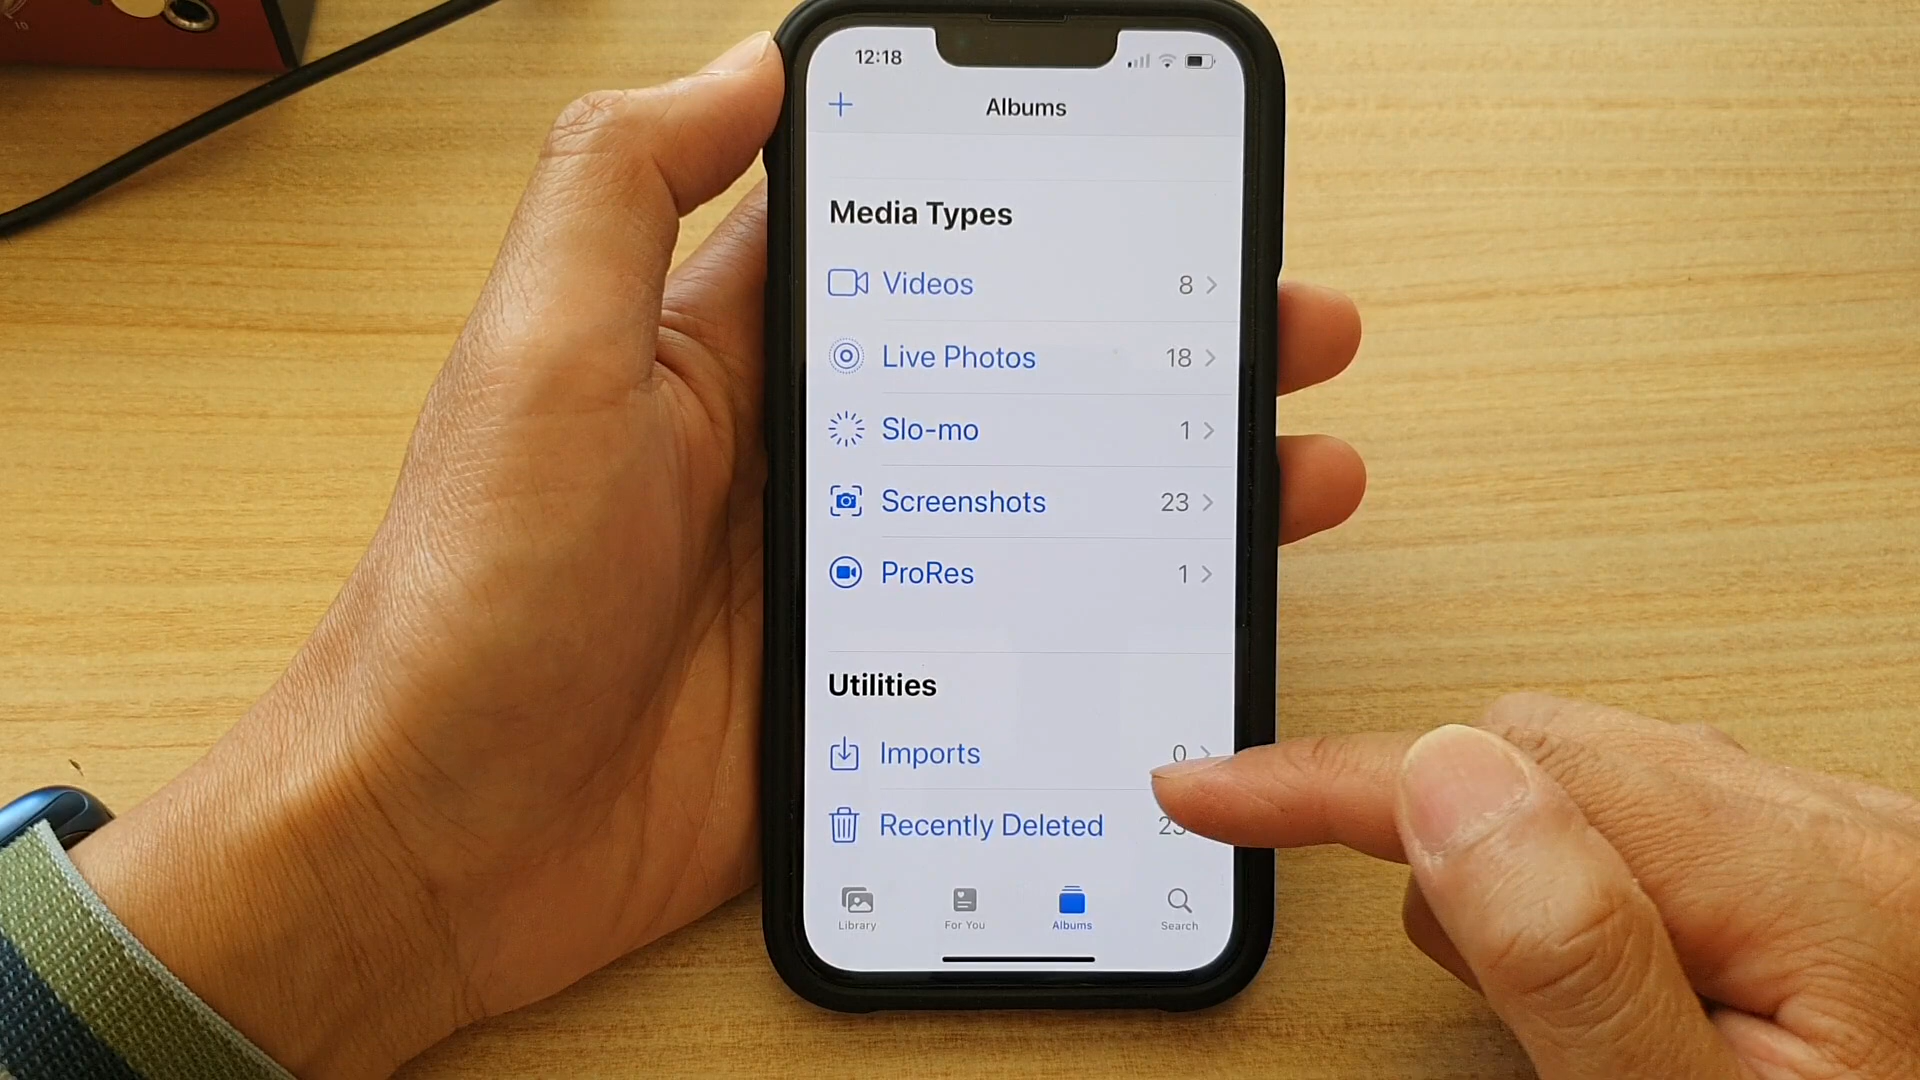 10
12:18
Albums
Media Types
Videos 8
Live Photos 18
Slo-mo 1
Screenshots 23
ProRes 1
Utilities
Imports 0
Recently Deleted
Library
For You
Albums
Search